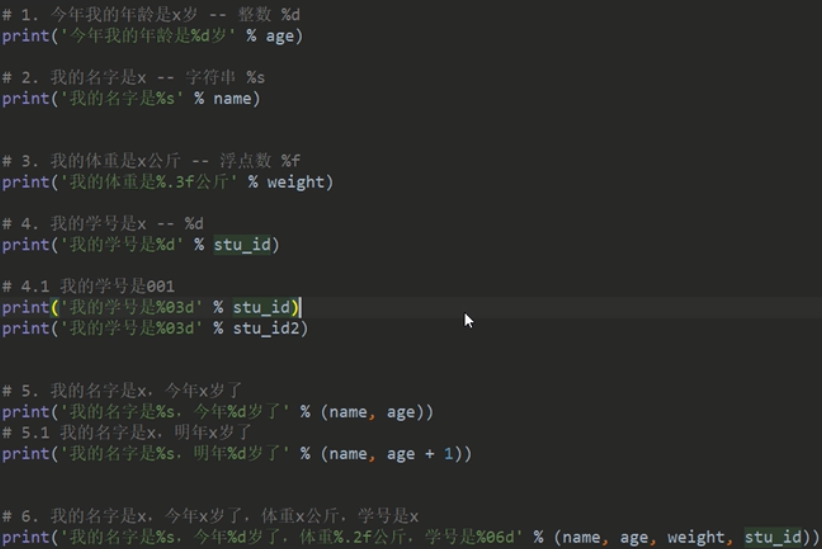 # 1. 今年我的年龄是x岁 -- 整数 %d
print('今年我的年龄是%d岁' % age)
# 2. 我的名字是x -- 字符串 %s
print('我的名字是%s' % name)
# 3. 我的体重是x公斤 -- 浮点数 %f
print('我的体重是%.3f公斤' % weight)
# 4. 我的学号是x -- %d
print('我的学号是%d' % stu_id)
# 4.1 我的学号是001
print('我的学号是%03d' % stu_id)
print('我的学号是%03d' % stu_id2)
# 5. 我的名字是x，今年x岁了
print('我的名字是%s，今年%d岁了' % (name, age))
# 5.1 我的名字是x，明年x岁了
print('我的名字是%s，明年%d岁了' % (name, age + 1))
# 6. 我的名字是x，今年x岁了，体重x公斤，学号是x
print('我的名字是%s，今年%d岁了，体重%.2f公斤，学号是%06d' % (name, age, weight, stu_id))